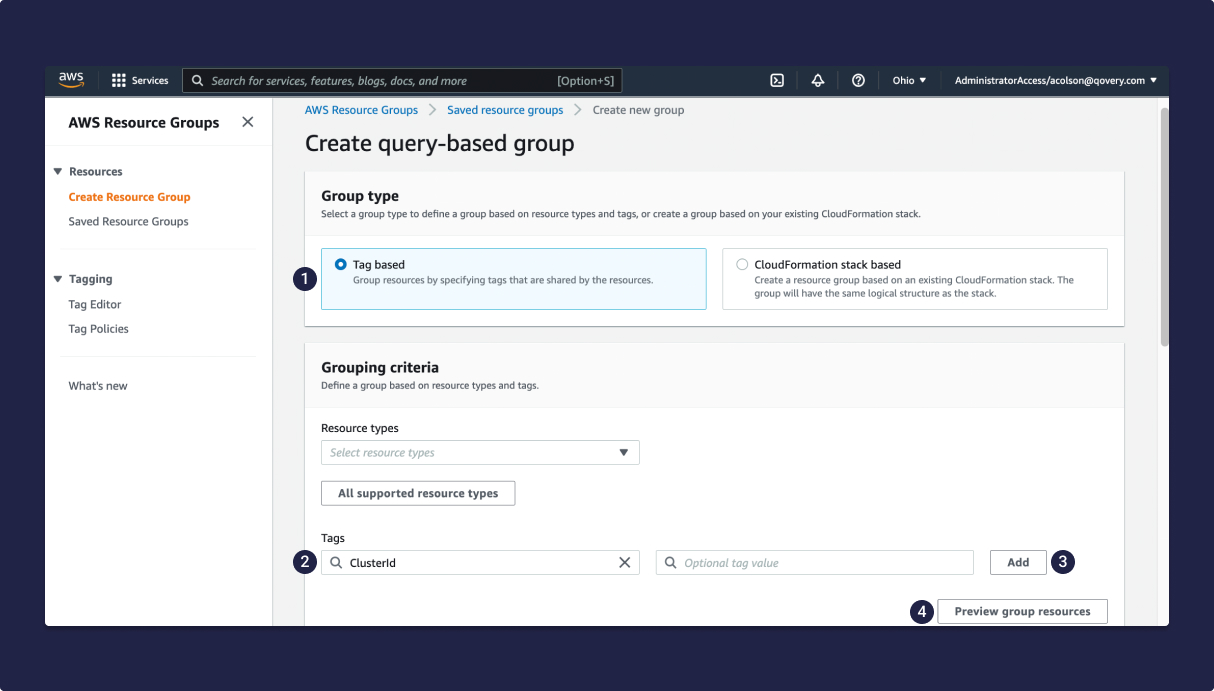 aws Services Search for services, features, blogs, docs, and more [Option+S] Ohio AdministratorAccess/acolson@qovery.com
AWS Resource Groups
Resources
Create Resource Group
Saved Resource Groups
Tagging
Tag Editor
Tag Policies
What's new
AWS Resource Groups Saved resource groups Create new group
Create query-based group
Group type
Select a group type to define a group based on resource types and tags, or create a group based on your existing CloudFormation stack.
1
Tag based
Group resources by specifying tags that are shared by the resources.
CloudFormation stack based
Create a resource group based on an existing CloudFormation stack. The
group will have the same logical structure as the stack.
Grouping criteria
Define a group based on resource types and tags.
Resource types
Select resource types
All supported resource types
Tags
2 ClusterId Optional tag value Add 3
4 Preview group resources